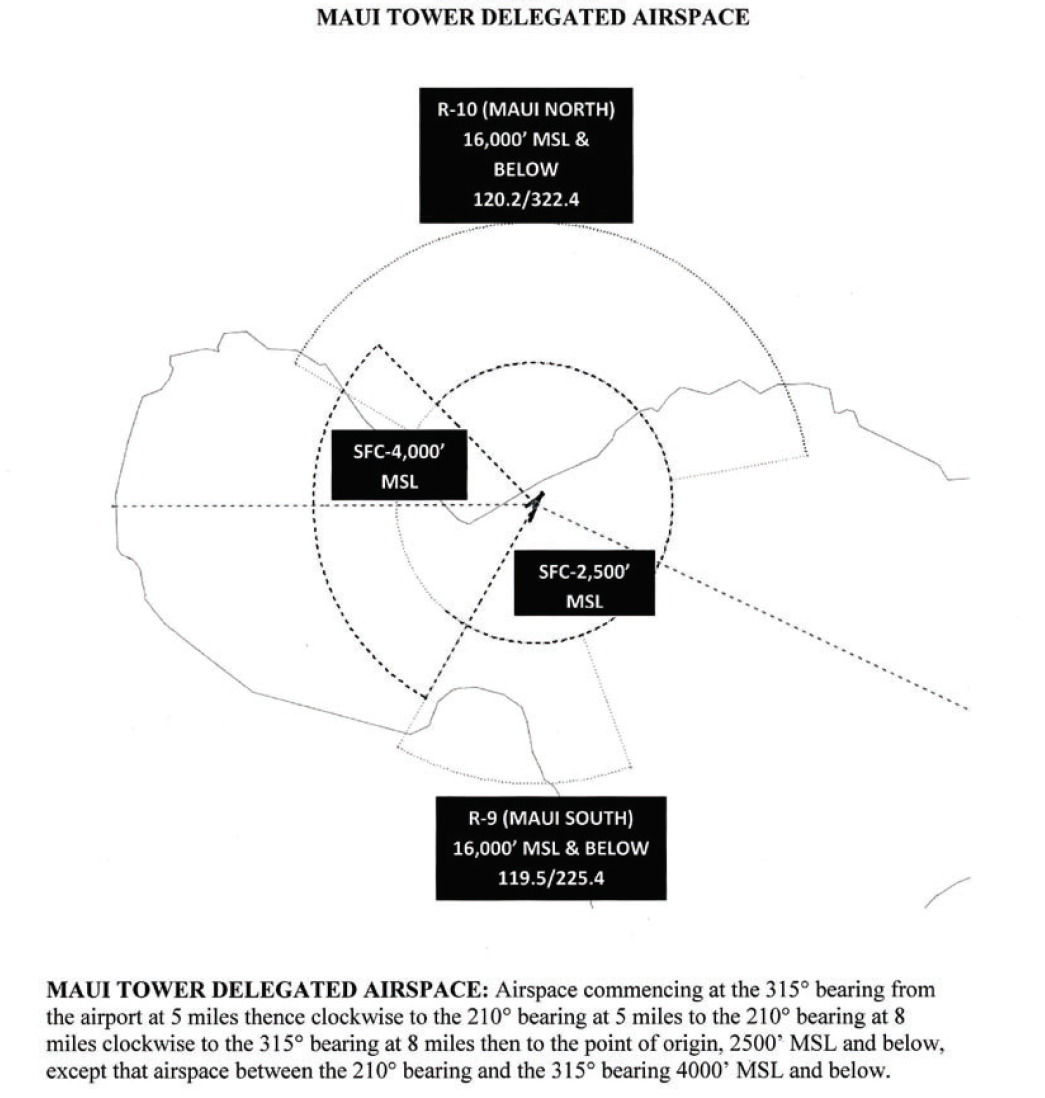 MAUI TOWER DELEGATED AIRSPACE
R-10 (MAUI NORTH)
16,000' MSL &
BELOW
120.2/322.4
SFC-4,000'
MSL
SFC-2,500'
MSL
R-9 (MAUI SOUTH)
16,000' MSL & BELOW
119.5/225.4
MAUI TOWER DELEGATED AIRSPACE: Airspace commencing at the 315° bearing from
the airport at 5 miles thence clockwise to the 210° bearing at 5 miles to the 210° bearing at 8
miles clockwise to the 315° bearing at 8 miles then to the point of origin, 2500' MSL and below,
except that airspace between the 210° bearing and the 315° bearing 4000' MSL and below.